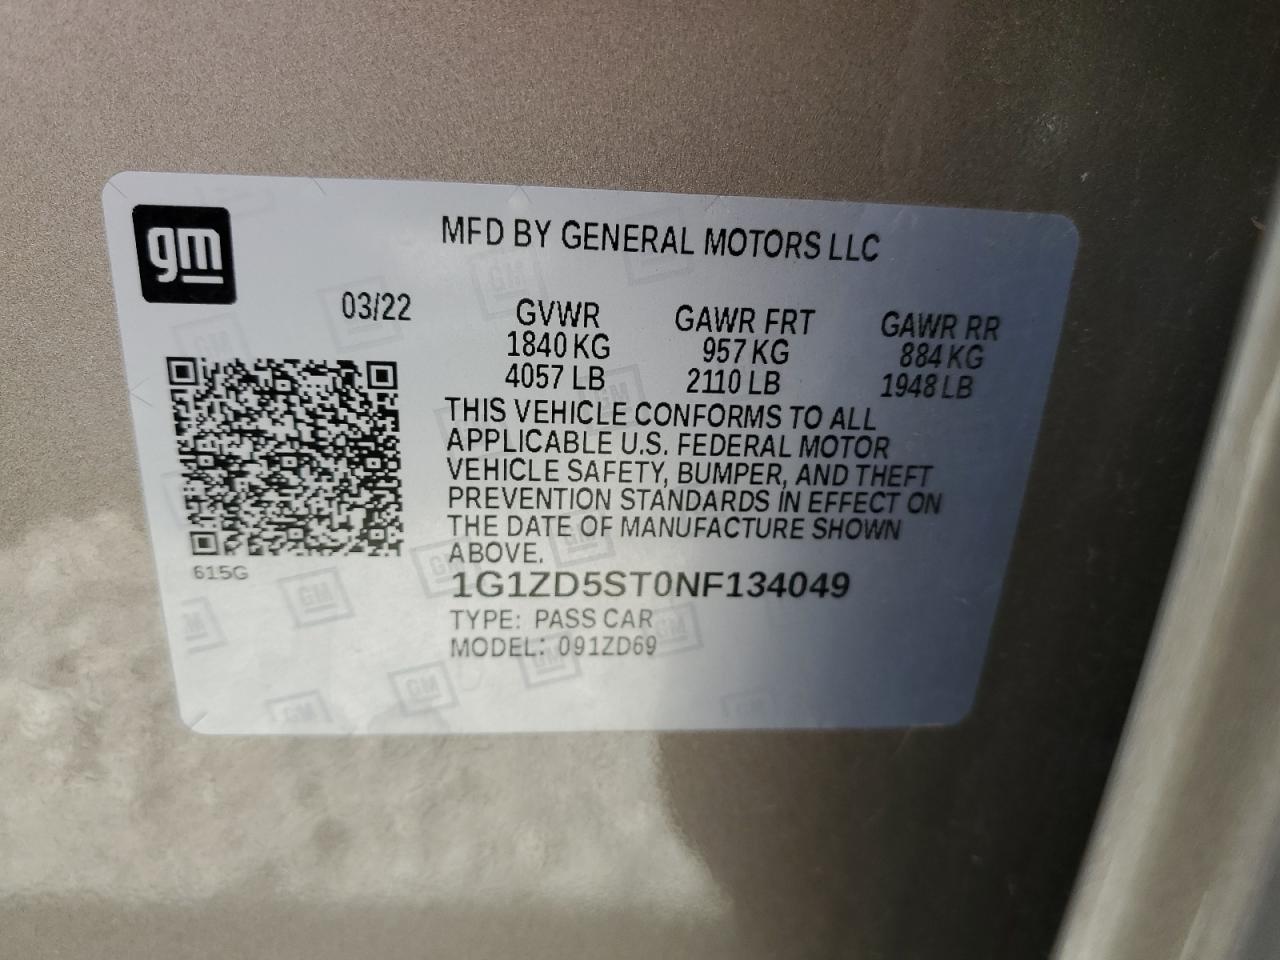 gm
MFD BY GENERAL MOTORS LLC
03/22
GVWR GAWR FRT GAWR RR
1840 KG 957 KG 884 KG
4057 LB 2110 LB 1948 LB
THIS VEHICLE CONFORMS TO ALL
APPLICABLE U.S. FEDERAL MOTOR
VEHICLE SAFETY, BUMPER, AND THEFT
PREVENTION STANDARDS IN EFFECT ON
THE DATE OF MANUFACTURE SHOWN
ABOVE.
615G
1G1ZD5ST0NF134049
TYPE: PASS CAR
MODEL: 091ZD69